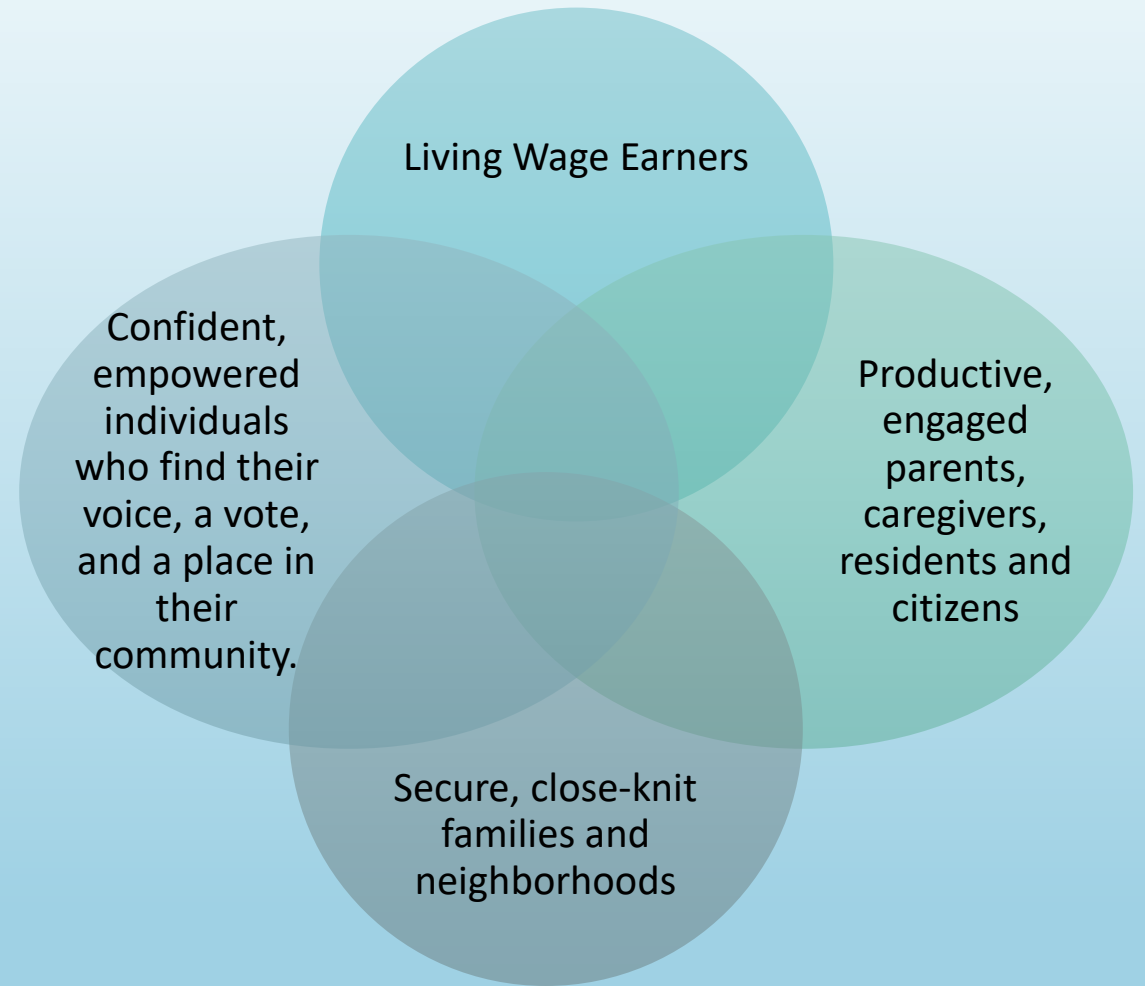 Living Wage Earners
Confident,
empowered
individuals
who find their
voice, a vote,
and a place in
their
community.
Productive,
engaged
parents,
caregivers,
residents and
citizens
Secure, close-knit
families and
neighborhoods